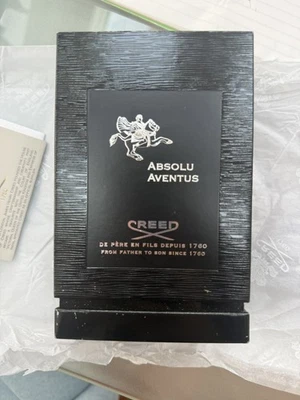 ABSOLU
AVENTUS
CREED
DE PÈRE EN FILS DEPUIS 1760
FROM FATHER TO SON SINCE 1760